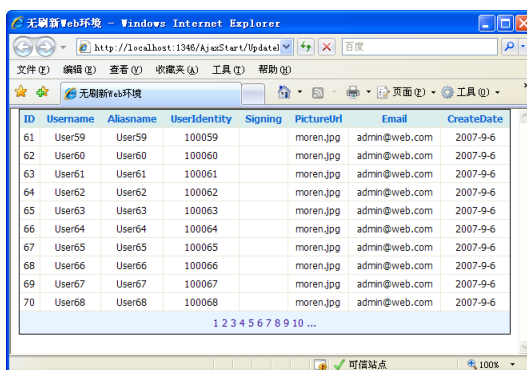 无刷新Web环境 - Windows Internet Explorer
http://localhost:1346/AjaxStart/Updatel
百度
文件(F) 编辑(E) 查看(V) 收藏夹(A) 工具(T) 帮助(H)
无刷新Web环境 页面(P) 工具(O)
ID Username Aliasname UserIdentity Signing PictureUrl Email CreateDate
61 User59 User59 100059 moren.jpg admin@web.com 2007-9-6
62 User60 User60 100060 moren.jpg admin@web.com 2007-9-6
63 User61 User61 100061 moren.jpg admin@web.com 2007-9-6
64 User62 User62 100062 moren.jpg admin@web.com 2007-9-6
65 User63 User63 100063 moren.jpg admin@web.com 2007-9-6
66 User64 User64 100064 moren.jpg admin@web.com 2007-9-6
67 User65 User65 100065 moren.jpg admin@web.com 2007-9-6
68 User66 User66 100066 moren.jpg admin@web.com 2007-9-6
69 User67 User67 100067 moren.jpg admin@web.com 2007-9-6
70 User68 User68 100068 moren.jpg admin@web.com 2007-9-6
1 2 3 4 5 6 7 8 9 10 ...
可信站点 100%